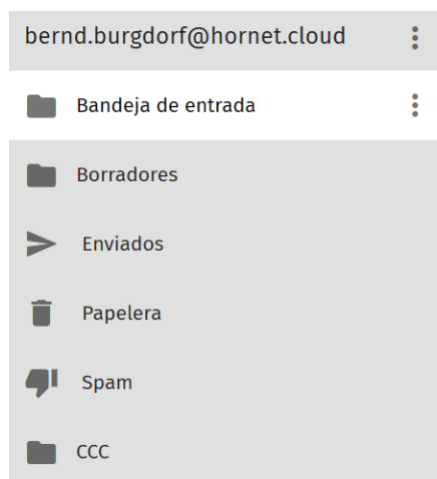 bernd.burgdorf@hornet.cloud
Bandeja de entrada
Borradores
Enviados
Papelera
Spam
CCC